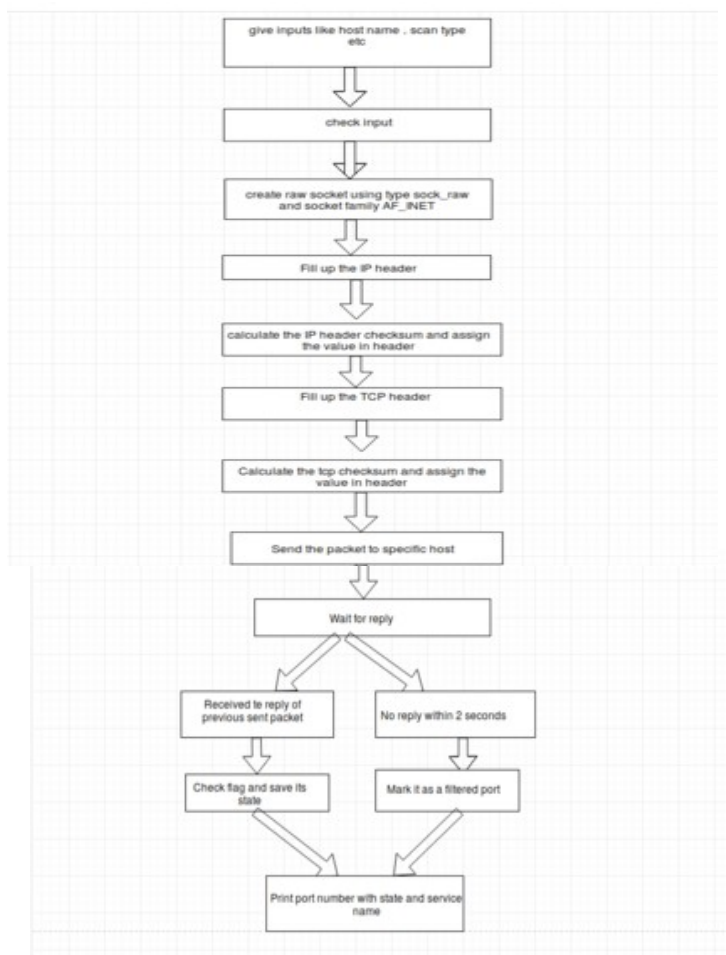 give inputs like host name , scan type
etc
check input
create raw socket using type sock_raw
and socket family AF_INET
Fill up the IP header
calculate the IP header checksum and assign
the value in header
Fill up the TCP header
Calculate the tcp checksum and assign the
value in header
Send the packet to specific host
Wait for reply
Received te reply of
previous sent packet
No reply within 2 seconds
Check flag and save its
state
Mark it as a filtered port
Print port number with state and service
name